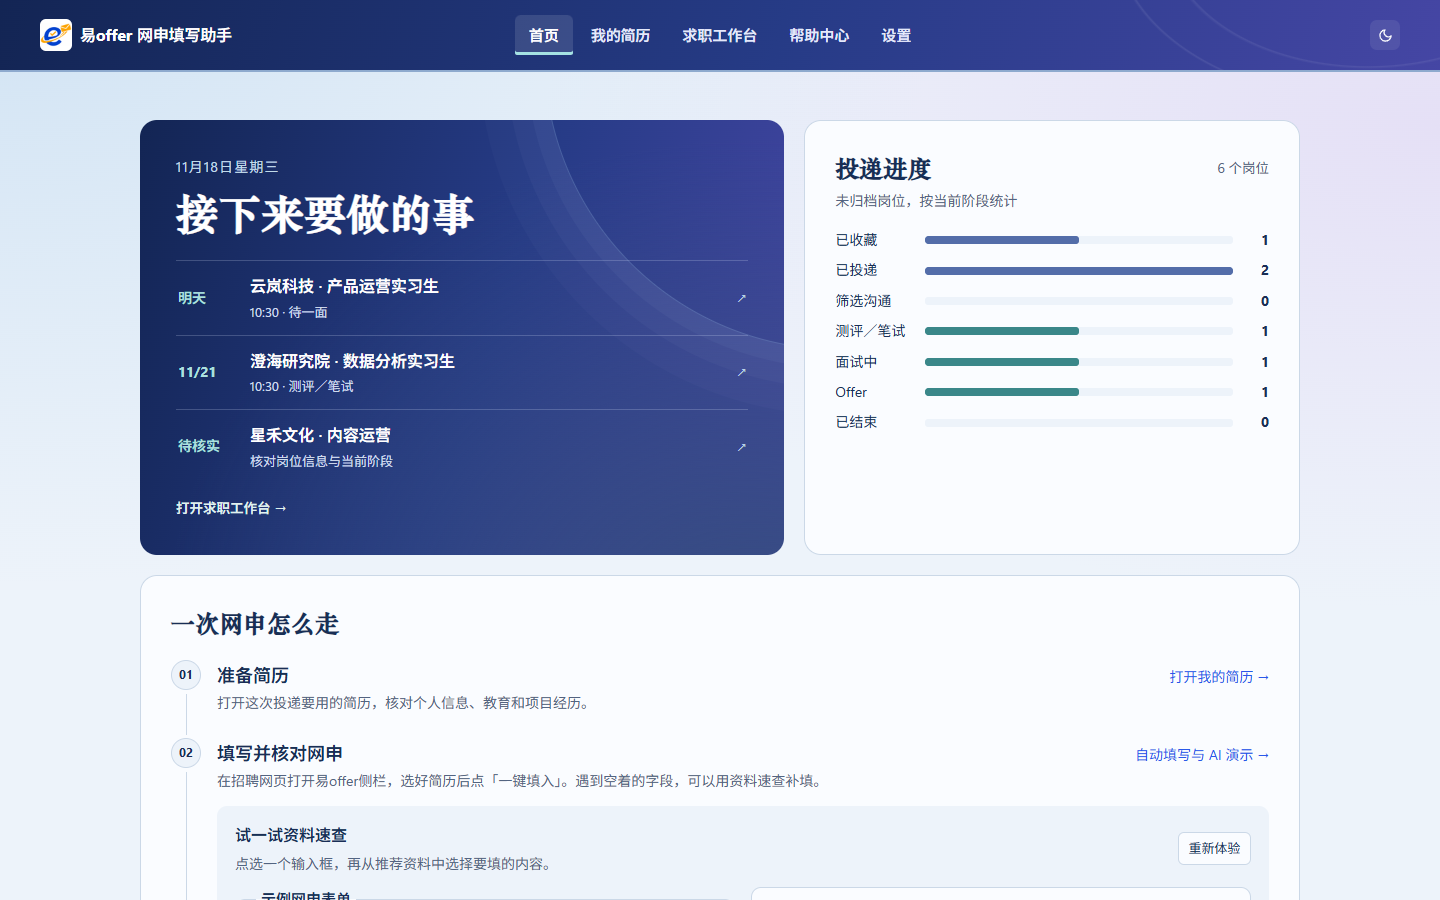 易offer 网申填写助手
首页
我的简历
求职工作台
帮助中心
设置
11月18日星期三
接下来要做的事
明天
云岚科技 · 产品运营实习生
10:30 · 待一面
↗
11/21
澄海研究院 · 数据分析实习生
10:30 · 测评／笔试
↗
待核实
星禾文化 · 内容运营
核对岗位信息与当前阶段
↗
打开求职工作台 →
投递进度
6 个岗位
未归档岗位，按当前阶段统计
已收藏 1
已投递 2
筛选沟通 0
测评／笔试 1
面试中 1
Offer 1
已结束 0
一次网申怎么走
01
准备简历
打开我的简历 →
打开这次投递要用的简历，核对个人信息、教育和项目经历。
02
填写并核对网申
自动填写与 AI 演示 →
在招聘网页打开易offer侧栏，选好简历后点「一键填入」。遇到空着的字段，可以用资料速查补填。
试一试资料速查
点选一个输入框，再从推荐资料中选择要填的内容。
重新体验
示例网申表单